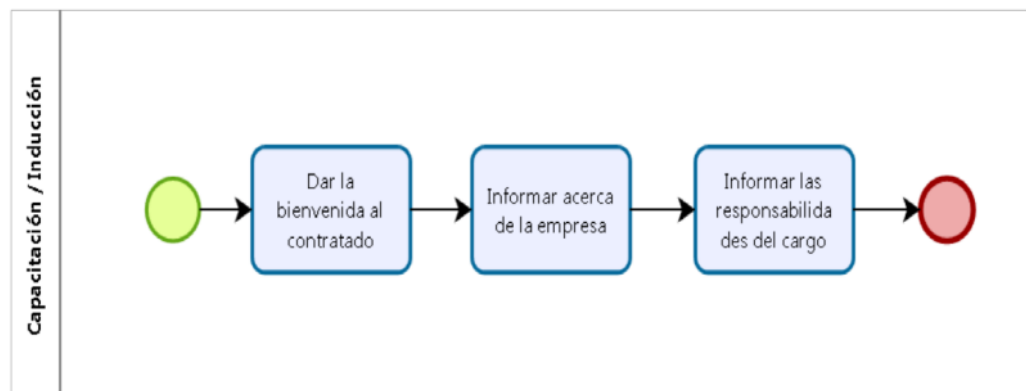 Capacitación / Inducción
Dar la
bienvenida al
contratado
Informar acerca
de la empresa
Informar las
responsabilida
des del cargo